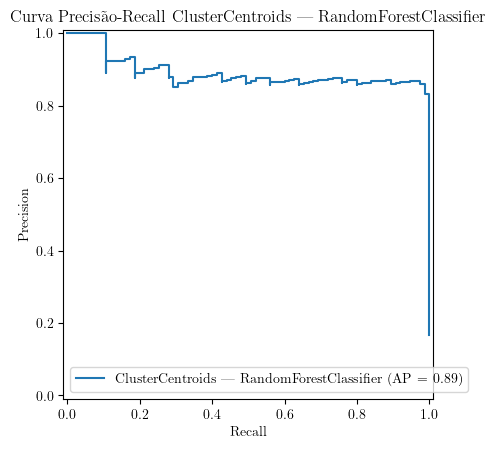 Curva Precisão-Recall ClusterCentroids — RandomForestClassifier
1.0
0.8
0.6
0.4
0.2
0.0
Precision
ClusterCentroids — RandomForestClassifier (AP = 0.89)
0.0 0.2 0.4 0.6 0.8 1.0
Recall